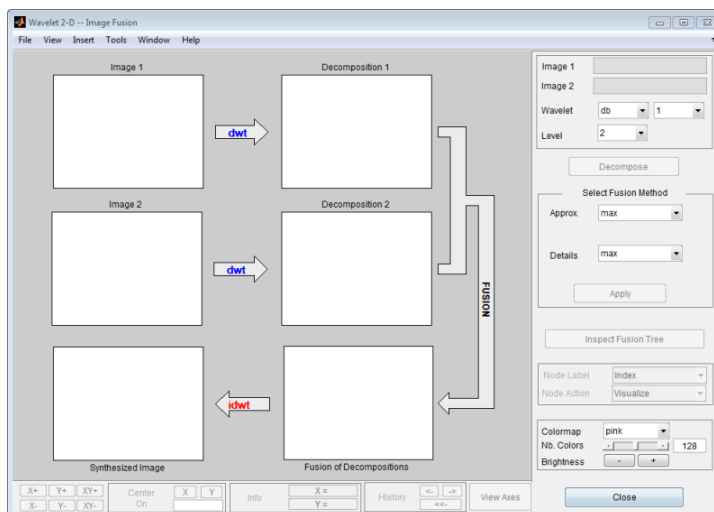 Wavelet 2-D -- Image Fusion
File View Insert Tools Window Help
Image 1 Decomposition 1
dwt
Image 2 Decomposition 2
dwt
FUSION
idwt
Synthesized Image Fusion of Decompositions
Image 1
Image 2
Wavelet db 1
Level 2
Decompose
Select Fusion Method
Approx. max
Details max
Apply
Inspect Fusion Tree
Node Label Index
Node Action Visualize
Colormap pink
Nb. Colors 128
Brightness - +
X+ Y+ XY+ Center X Y Info X = History <- -> View Axes Close
X- Y- XY- On Y = <<-